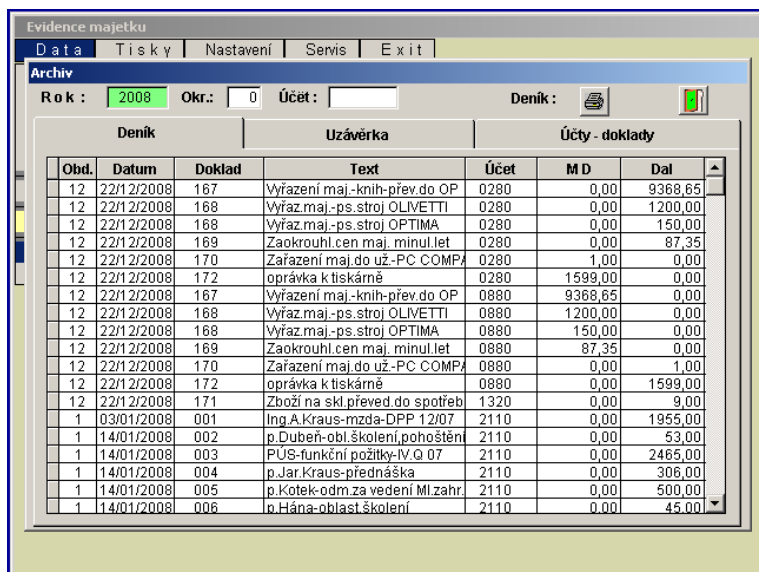 Evidence majetku
Data Tisky Nastavení Servis Exit
Archiv
Rok: 2008 Okr.: 0 Účët: Deník:
Deník Uzávěrka Účty - doklady
Obd. Datum Doklad Text Účet MD Dal
12 22/12/2008 167 Vyřazení maj.-knih-přev.do OP 0280 0,00 9368,65
12 22/12/2008 168 Vyřaz.maj.-ps.stroj OLIVETTI 0280 0,00 1200,00
12 22/12/2008 168 Vyřaz.maj.-ps.stroj OPTIMA 0280 0,00 150,00
12 22/12/2008 169 Zaokrouhl.cen maj. minul.let 0280 0,00 87,35
12 22/12/2008 170 Zařazení maj.do už.-PC COMPA 0280 1,00 0,00
12 22/12/2008 172 oprávka k tiskárně 0280 1599,00 0,00
12 22/12/2008 167 Vyřazení maj.-knih-přev.do OP 0880 9368,65 0,00
12 22/12/2008 168 Vyřaz.maj.-ps.stroj OLIVETTI 0880 1200,00 0,00
12 22/12/2008 168 Vyřaz.maj.-ps.stroj OPTIMA 0880 150,00 0,00
12 22/12/2008 169 Zaokrouhl.cen maj. minul.let 0880 87,35 0,00
12 22/12/2008 170 Zařazení maj.do už.-PC COMPA 0880 0,00 1,00
12 22/12/2008 172 oprávka k tiskárně 0880 0,00 1599,00
12 22/12/2008 171 Zboží na skl.převed.do spotřeb 1320 0,00 9,00
1 03/01/2008 001 Ing.A.Kraus-mzda-DPP 12/07 2110 0,00 1955,00
1 14/01/2008 002 p.Dubeň-obl.školení,pohoštění 2110 0,00 53,00
1 14/01/2008 003 PÚS-funkční požitky-IV.Q 07 2110 0,00 2465,00
1 14/01/2008 004 p.Jar.Kraus-přednáška 2110 0,00 306,00
1 14/01/2008 005 p.Kotek-odm.za vedení Ml.zahr. 2110 0,00 500,00
1 14/01/2008 006 p.Hána-oblast.školení 2110 0,00 45,00